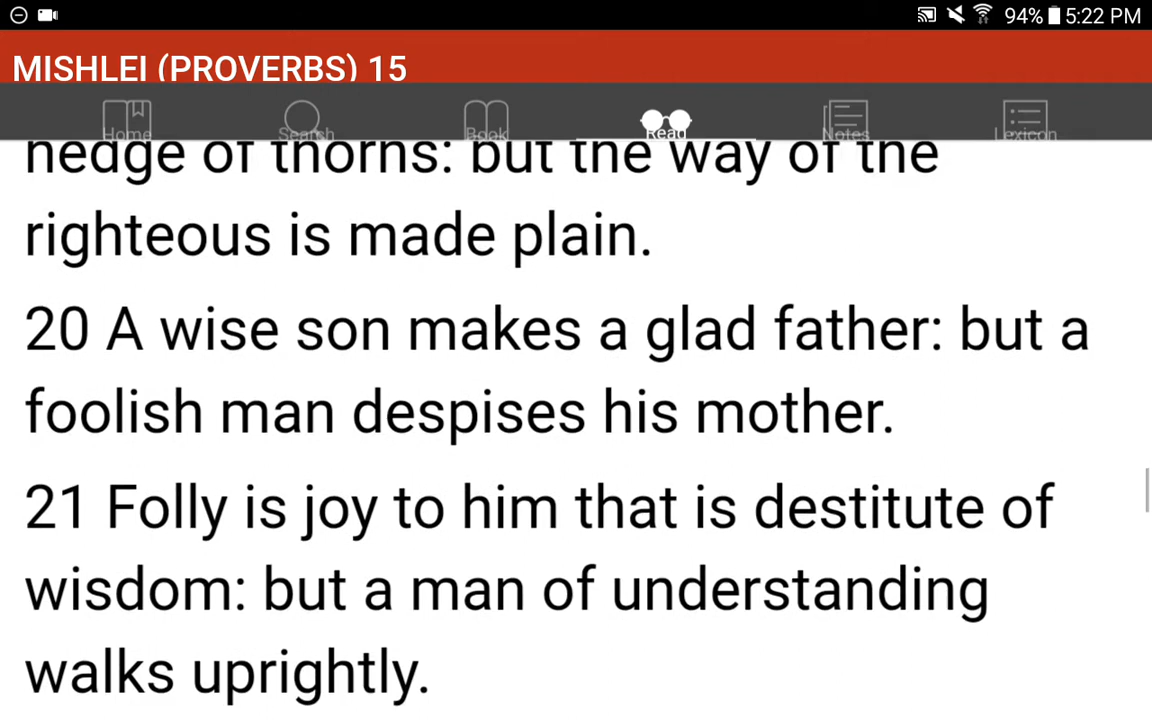 94% 5:22 PM
MISHLEI (PROVERBS) 15
Home Search Book Read Notes Lexicon
hedge of thorns: but the way of the
righteous is made plain.
20 A wise son makes a glad father: but a
foolish man despises his mother.
21 Folly is joy to him that is destitute of
wisdom: but a man of understanding
walks uprightly.